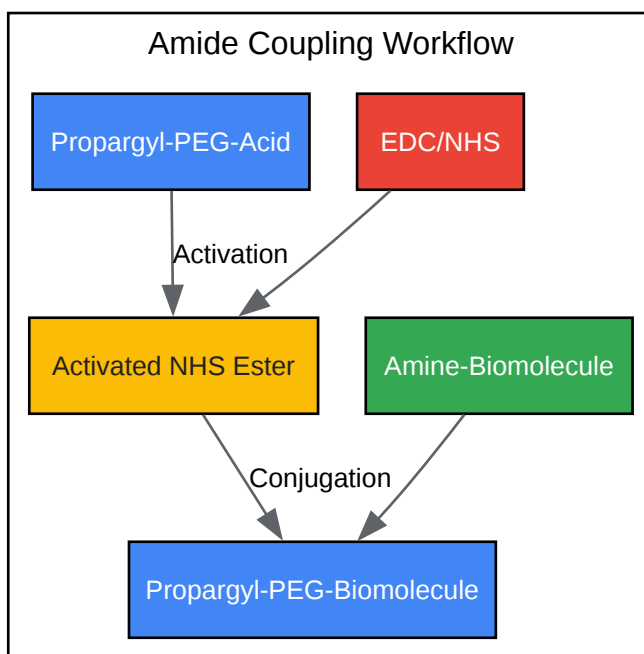 Amide Coupling Workflow
Propargyl-PEG-Acid
EDC/NHS
Activation
Activated NHS Ester
Amine-Biomolecule
Conjugation
Propargyl-PEG-Biomolecule